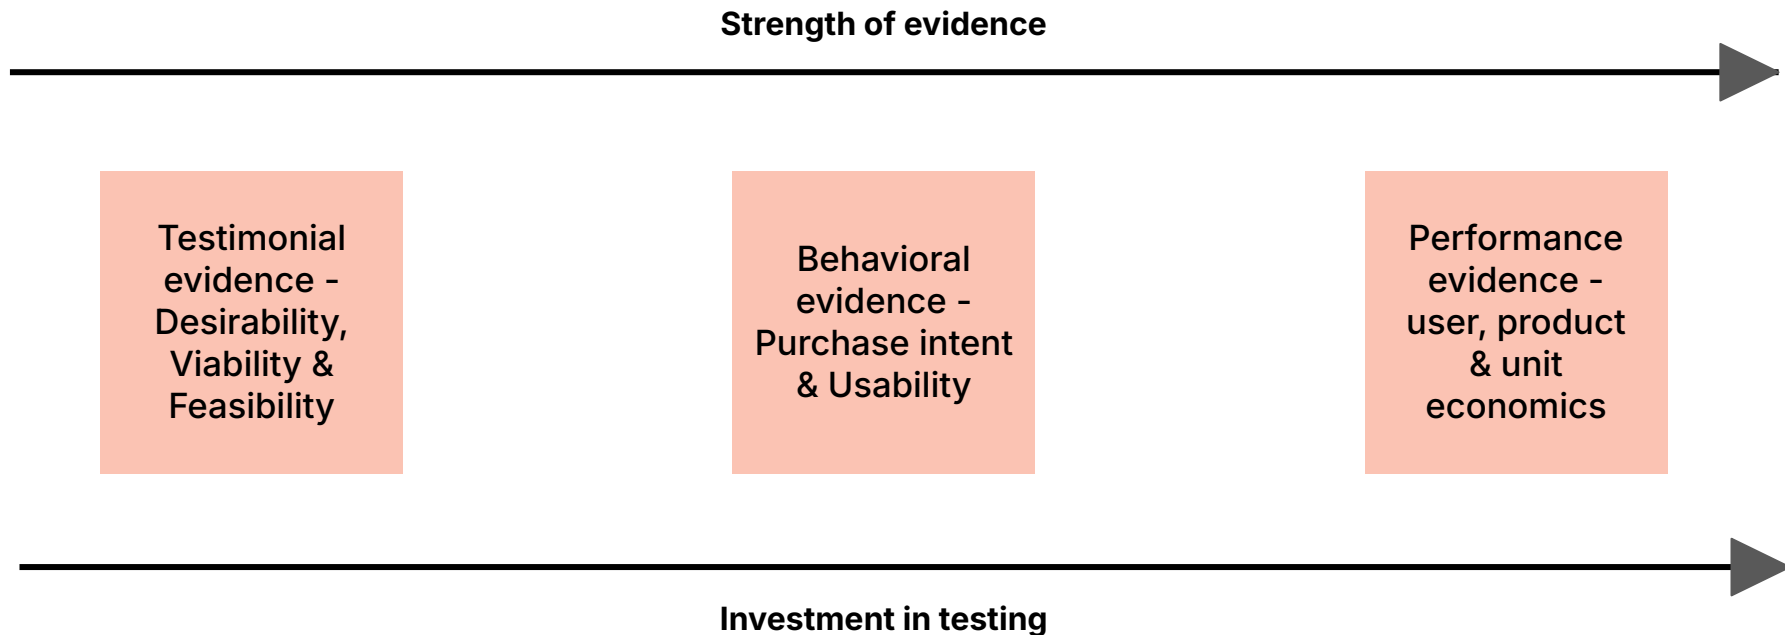 Strength of evidence
Testimonial
evidence -
Desirability,
Viability &
Feasibility
Behavioral
evidence -
Purchase intent
& Usability
Performance
evidence -
user, product
& unit
economics
Investment in testing